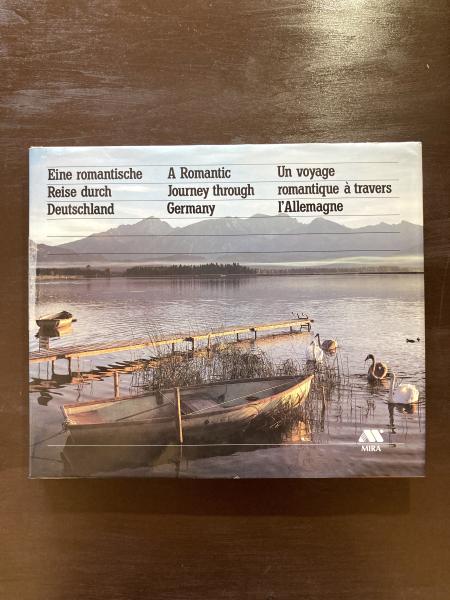 Eine romantische
Reise durch
Deutschland
A Romantic
Journey through
Germany
Un voyage
romantique à travers
l'Allemagne
MIRA